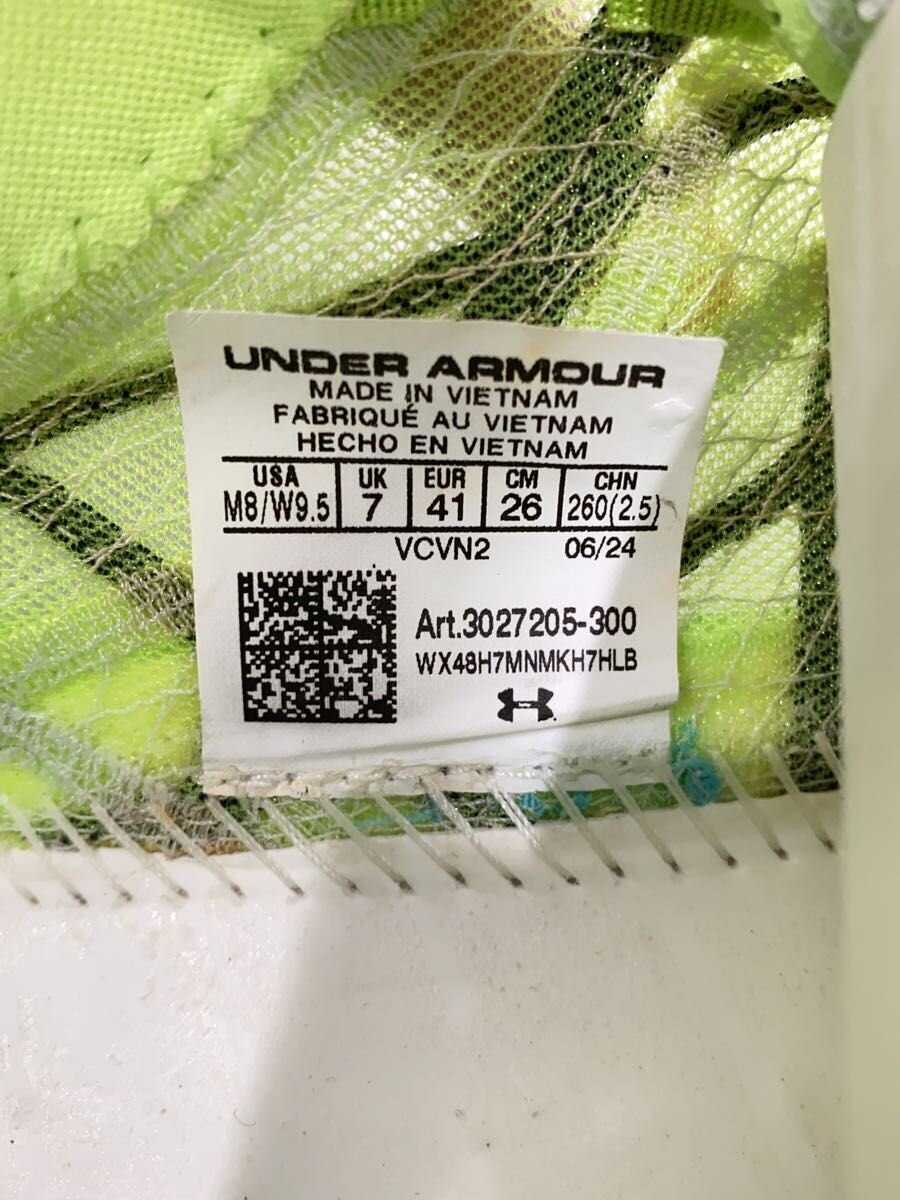 UNDER ARMOUR
MADE IN VIETNAM
FABRIQUÉ AU VIETNAM
HECHO EN VIETNAM
USA UK EUR CM CHN
M8/W9.5 7 41 26 260(2.5)
VCVN2 06/24
Art.3027205-300
WX48H7MNMKH7HLB